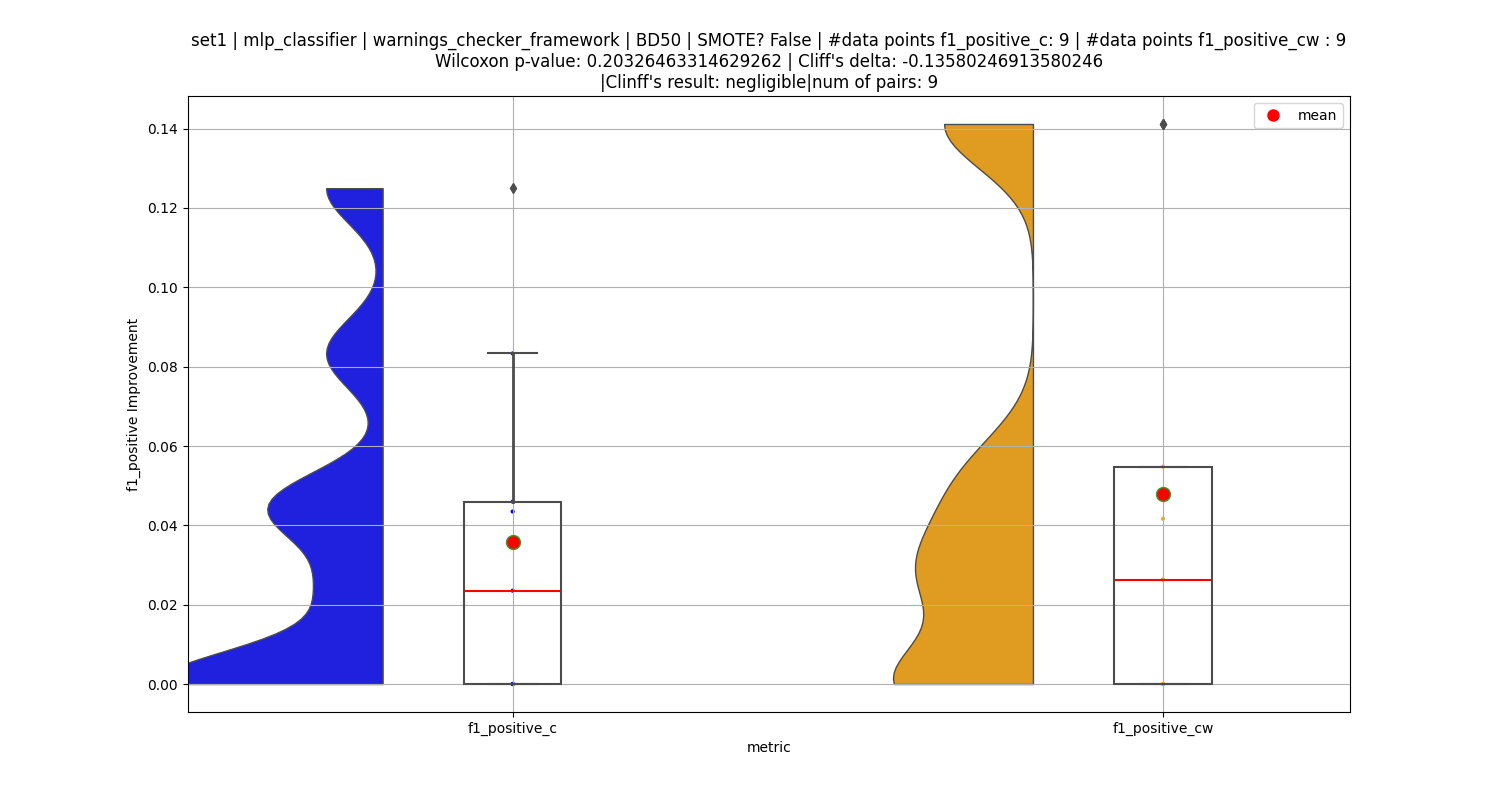 set1 | mlp_classifier | warnings_checker_framework | BD50 | SMOTE? False | #data points f1_positive_c: 9 | #data points f1_positive_cw : 9
Wilcoxon p-value: 0.20326463314629262 | Cliff's delta: -0.13580246913580246
|Clinff's result: negligible|num of pairs: 9
mean
0.14
0.12
0.10
0.08
0.06
0.04
0.02
0.00
f1_positive Improvement
f1_positive_c
f1_positive_cw
metric